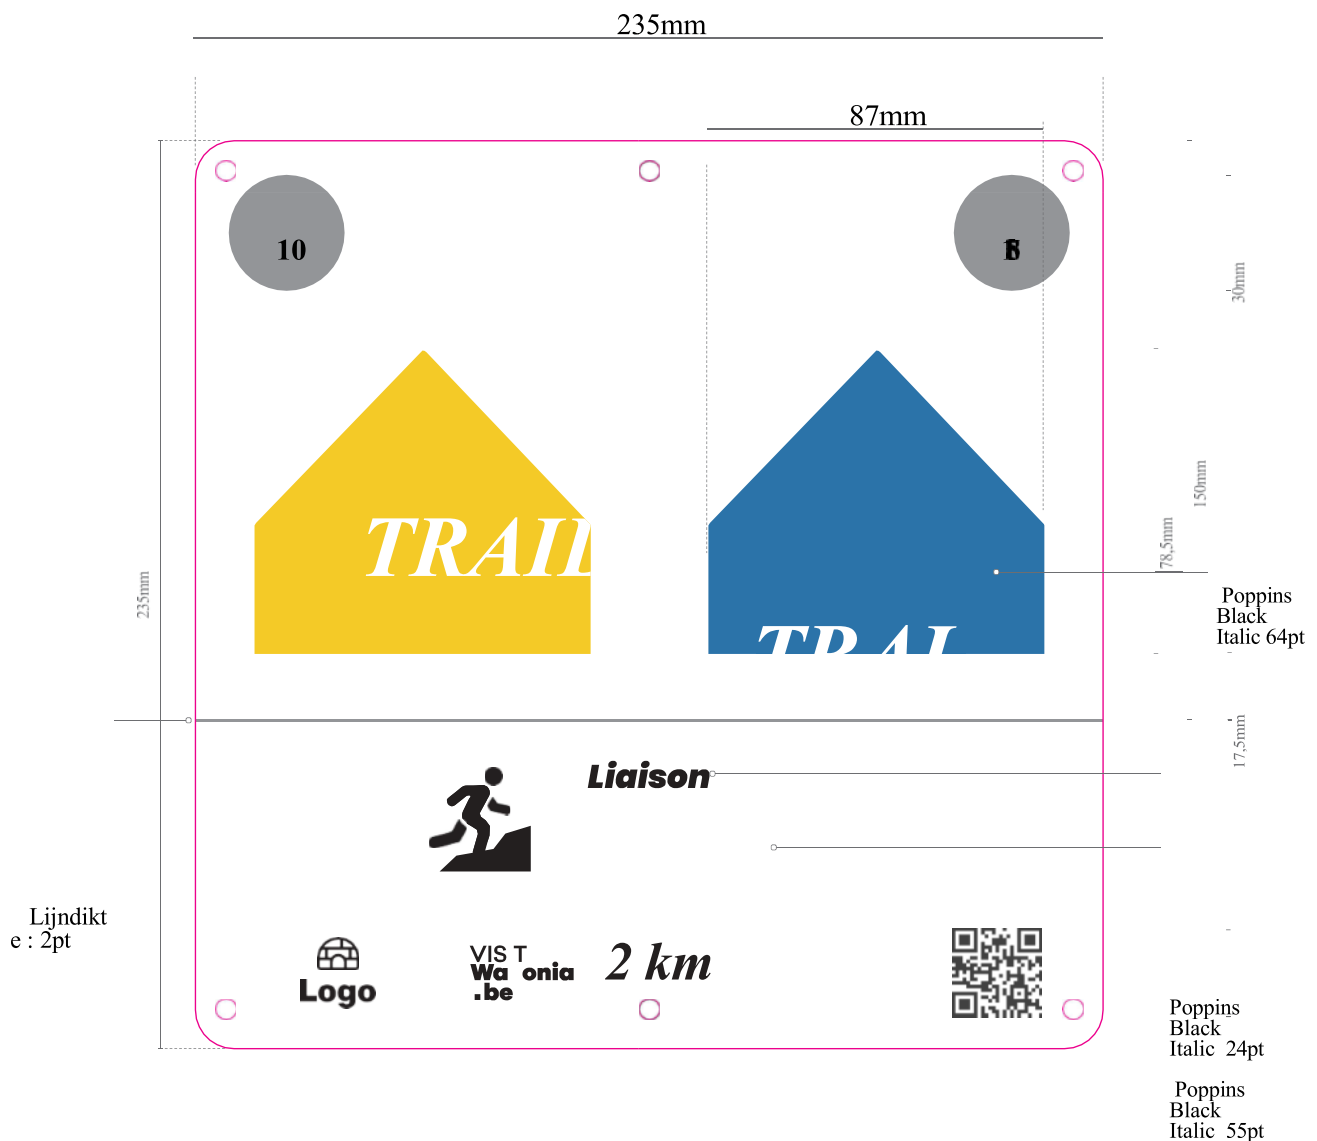 235mm
87mm
10
30mm
TRAIL
150mm
78,5mm
235mm
Poppins
Black
Italic 64pt
17,5mm
Liaison
Lijndikt
e : 2pt
VIS T
Wa onia
.be
2 km
Logo
Poppins
Black
Italic 24pt
Poppins
Black
Italic 55pt